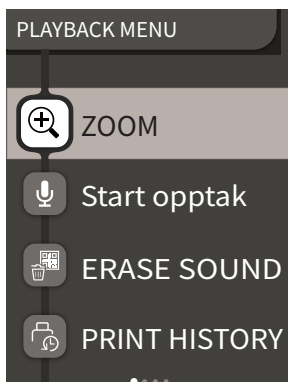 PLAYBACK MENU
ZOOM
Start opptak
ERASE SOUND
PRINT HISTORY